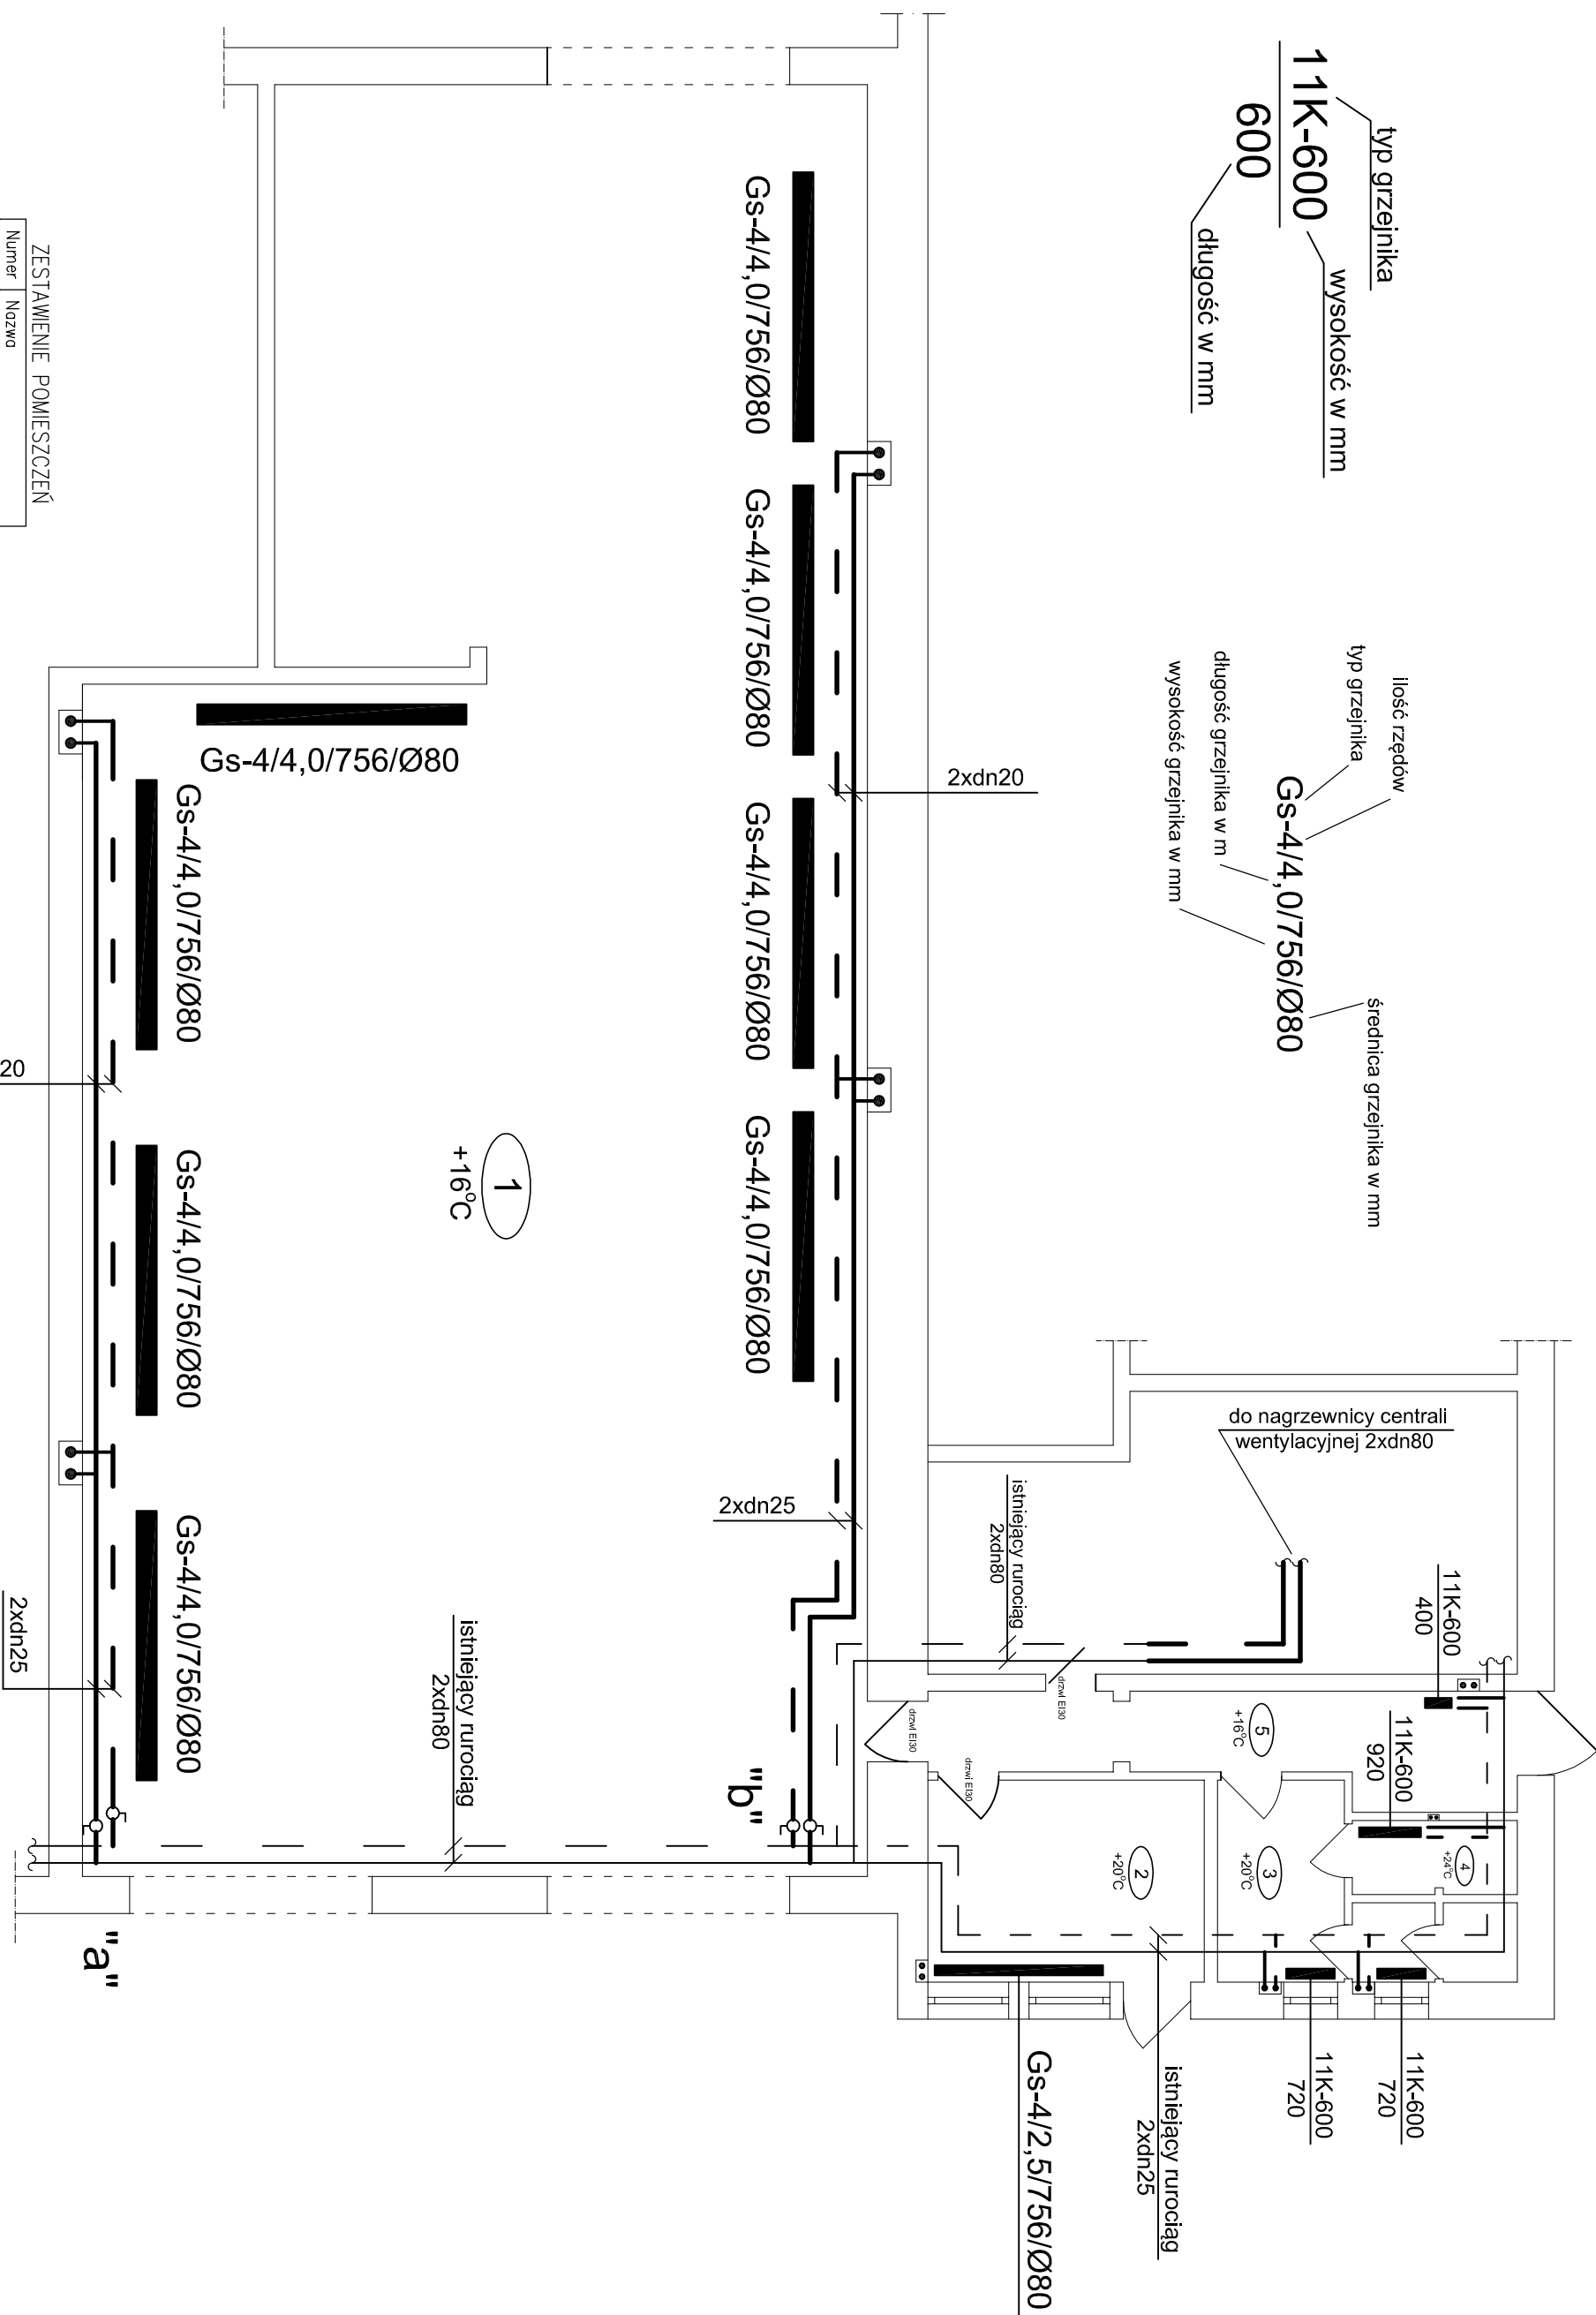 typ grzejnika
11K-600
600
wysokość w mm
długość w mm
ilość rzędów
typ grzejnika
Gs-4/4,0/756/Ø80
długość grzejnika w m
wysokość grzejnika w mm
średnica grzejnika w mm
Gs-4/4,0/756/Ø80
Gs-4/4,0/756/Ø80
Gs-4/4,0/756/Ø80
Gs-4/4,0/756/Ø80
2xdn20
2xdn25
Gs-4/4,0/756/Ø80
Gs-4/4,0/756/Ø80
Gs-4/4,0/756/Ø80
Gs-4/4,0/756/Ø80
20
2xdn25
1
+16°C
istniejący rurociąg
2xdn80
"b"
"a"
do nagrzewnicy centrali
wentylacyjnej 2xdn80
istniejący rurociąg
2xdn80
11K-600
400
11K-600
920
drzwi EI30
drzwi EI30
drzwi EI30
5
+16°C
4
+24°C
3
+20°C
2
+20°C
11K-600
720
11K-600
720
istniejący rurociąg
2xdn25
Gs-4/2,5/756/Ø80
ZESTAWIENIE POMIESZCZEŃ
Numer Nazwa